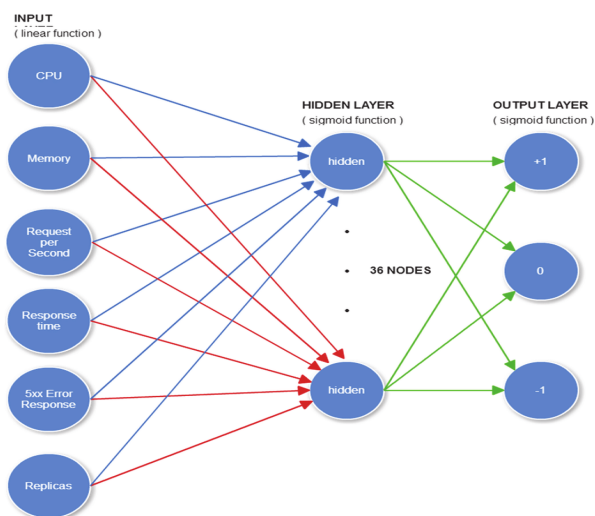 INPUT
( linear function )
CPU
Memory
Request
per
Second
Response
time
5xx Error
Response
Replicas
HIDDEN LAYER
( sigmoid function )
hidden
36 NODES
hidden
OUTPUT LAYER
( sigmoid function )
+1
0
-1